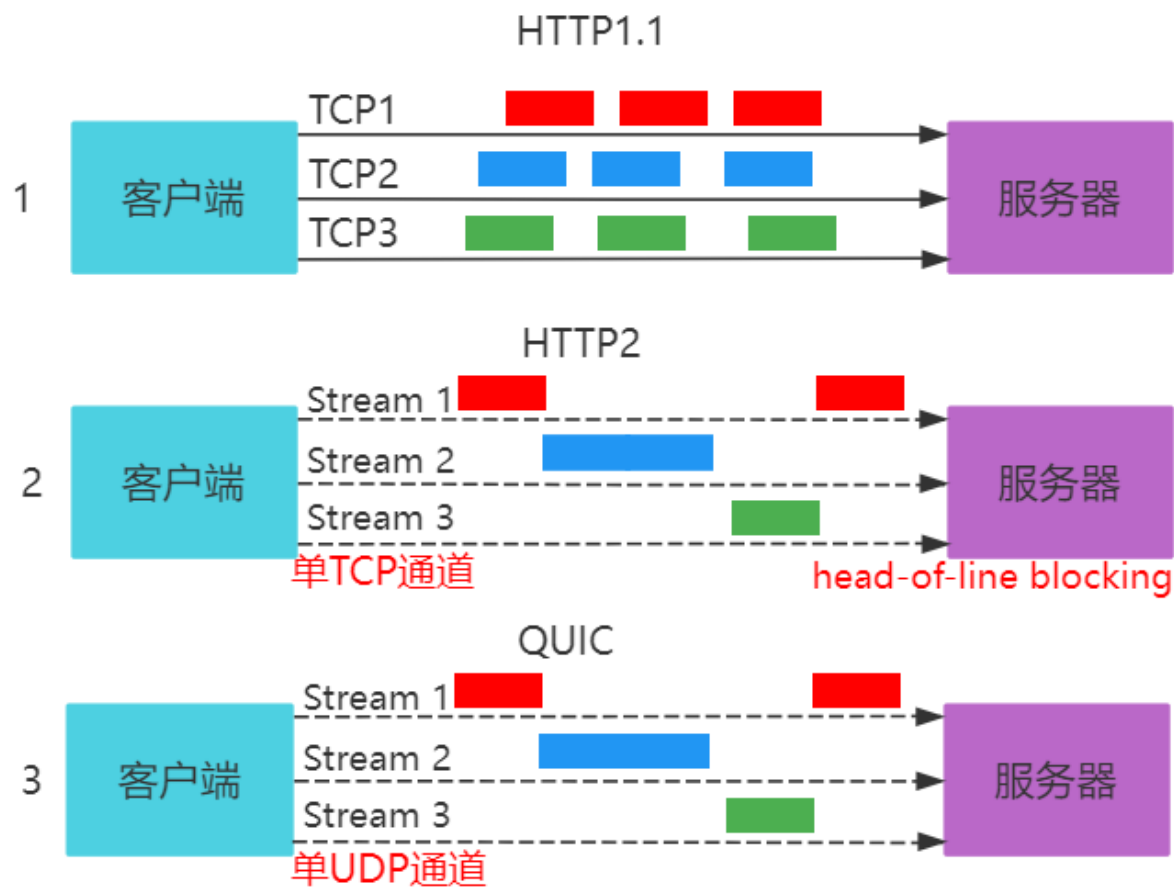 HTTP1.1
TCP1
TCP2
TCP3
1
客户端
服务器
HTTP2
Stream 1
Stream 2
Stream 3
2
客户端
服务器
单TCP通道
head-of-line blocking
QUIC
Stream 1
Stream 2
Stream 3
3
客户端
服务器
单UDP通道